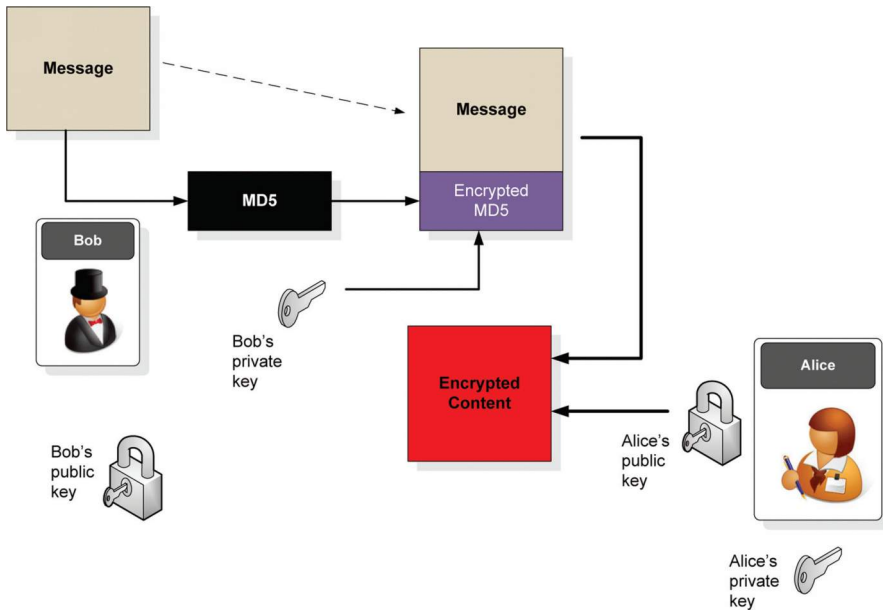 Message
Message
MD5
Encrypted
MD5
Bob
Bob's
private
key
Encrypted
Content
Alice
Bob's
public
key
Alice's
public
key
Alice's
private
key